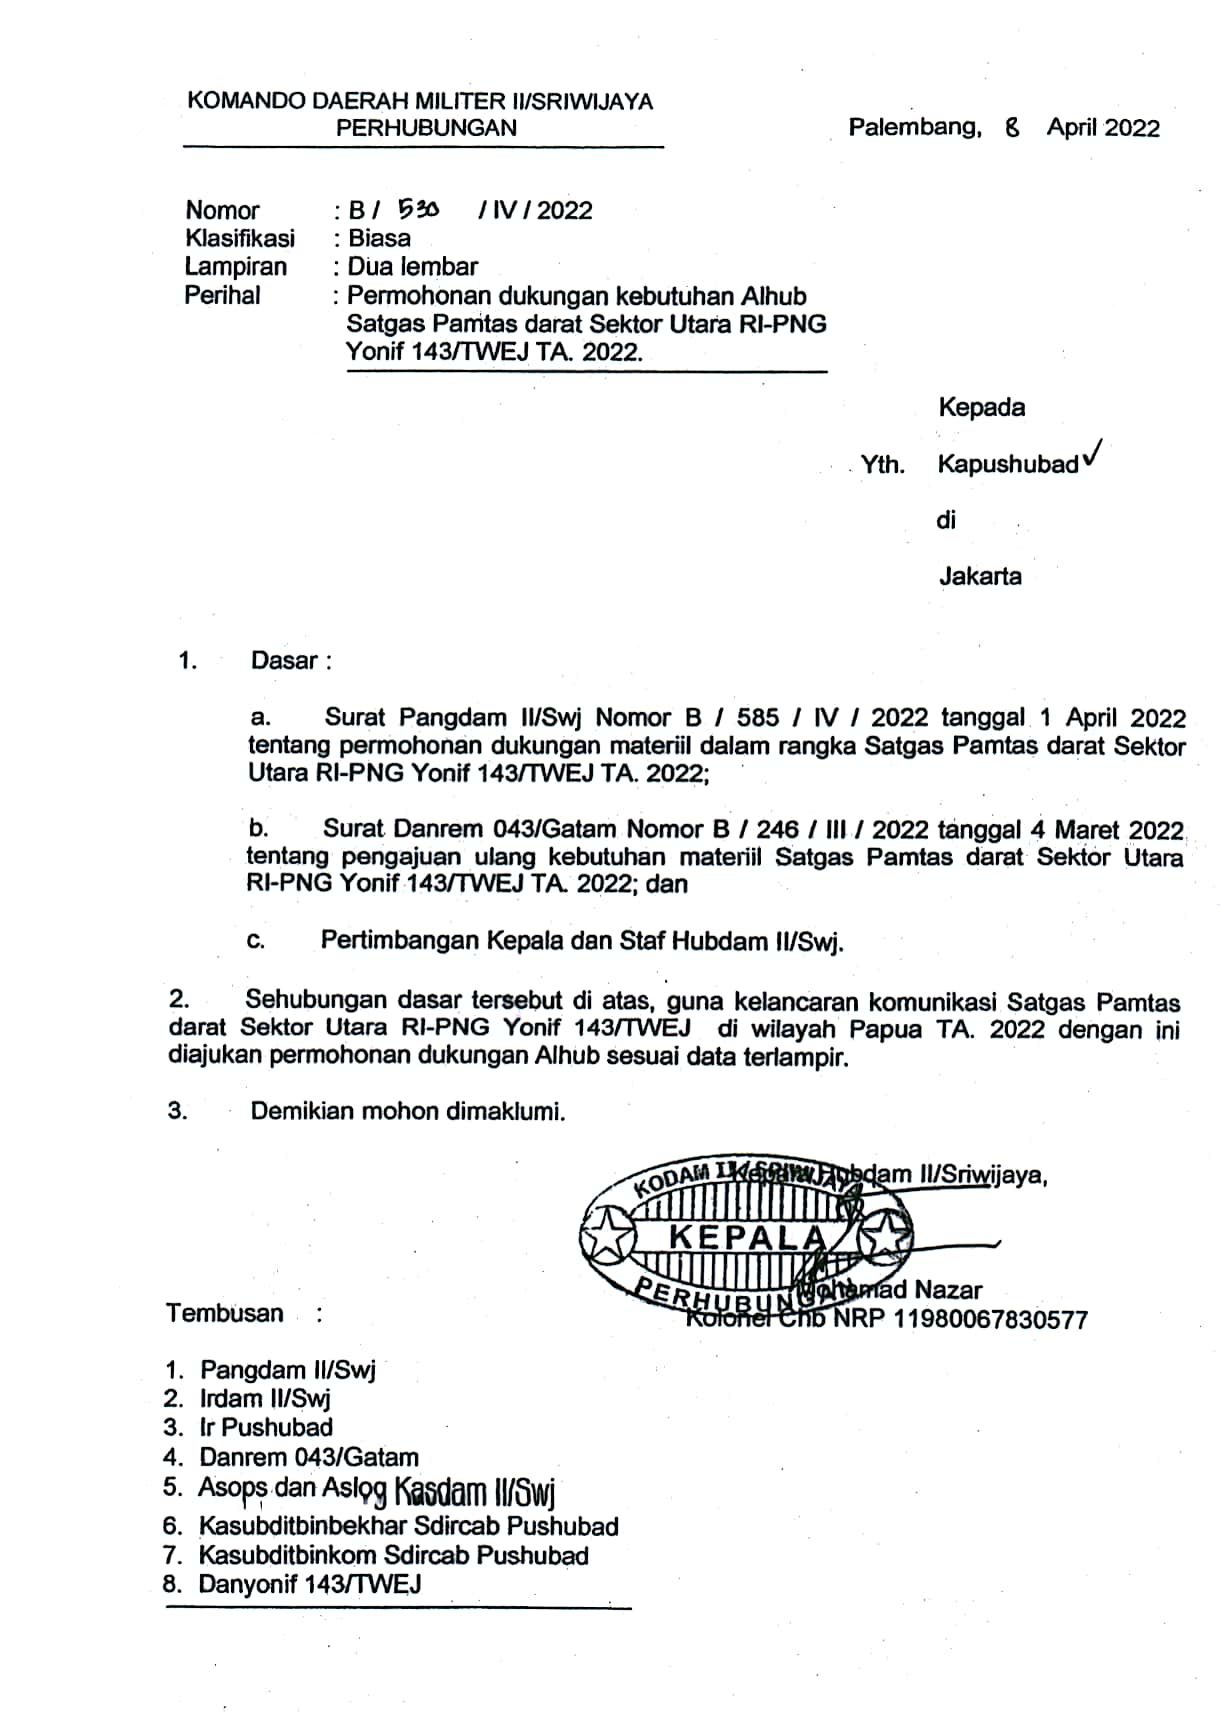 KOMANDO DAERAH MILITER II/SRIWIJAYA
PERHUBUNGAN
Palembang, 8 April 2022
Nomor : B / 530 / IV / 2022
Klasifikasi : Biasa
Lampiran : Dua lembar
Perihal : Permohonan dukungan kebutuhan Alhub
Satgas Pamtas darat Sektor Utara RI-PNG
Yonif 143/TWEJ TA. 2022.
Kepada
Yth. Kapushubad
di
Jakarta
1. Dasar :
a. Surat Pangdam II/Swj Nomor B / 585 / IV / 2022 tanggal 1 April 2022
tentang permohonan dukungan materiil dalam rangka Satgas Pamtas darat Sektor
Utara RI-PNG Yonif 143/TWEJ TA. 2022;
b. Surat Danrem 043/Gatam Nomor B / 246 / III / 2022 tanggal 4 Maret 2022
tentang pengajuan ulang kebutuhan materiil Satgas Pamtas darat Sektor Utara
RI-PNG Yonif 143/TWEJ TA. 2022; dan
c. Pertimbangan Kepala dan Staf Hubdam II/Swj.
2. Sehubungan dasar tersebut di atas, guna kelancaran komunikasi Satgas Pamtas
darat Sektor Utara RI-PNG Yonif 143/TWEJ di wilayah Papua TA. 2022 dengan ini
diajukan permohonan dukungan Alhub sesuai data terlampir.
3. Demikian mohon dimaklumi.
Kepala Hubdam II/Sriwijaya,
KODAM II/SRIWIJAYA
KEPALA
PERHUBUNGAN
Mohamad Nazar
Kolonel Chb NRP 11980067830577
Tembusan :
1. Pangdam II/Swj
2. Irdam II/Swj
3. Ir Pushubad
4. Danrem 043/Gatam
5. Asops dan Aslog Kasdam II/Swj
6. Kasubditbinbekhar Sdircab Pushubad
7. Kasubditbinkom Sdircab Pushubad
8. Danyonif 143/TWEJ